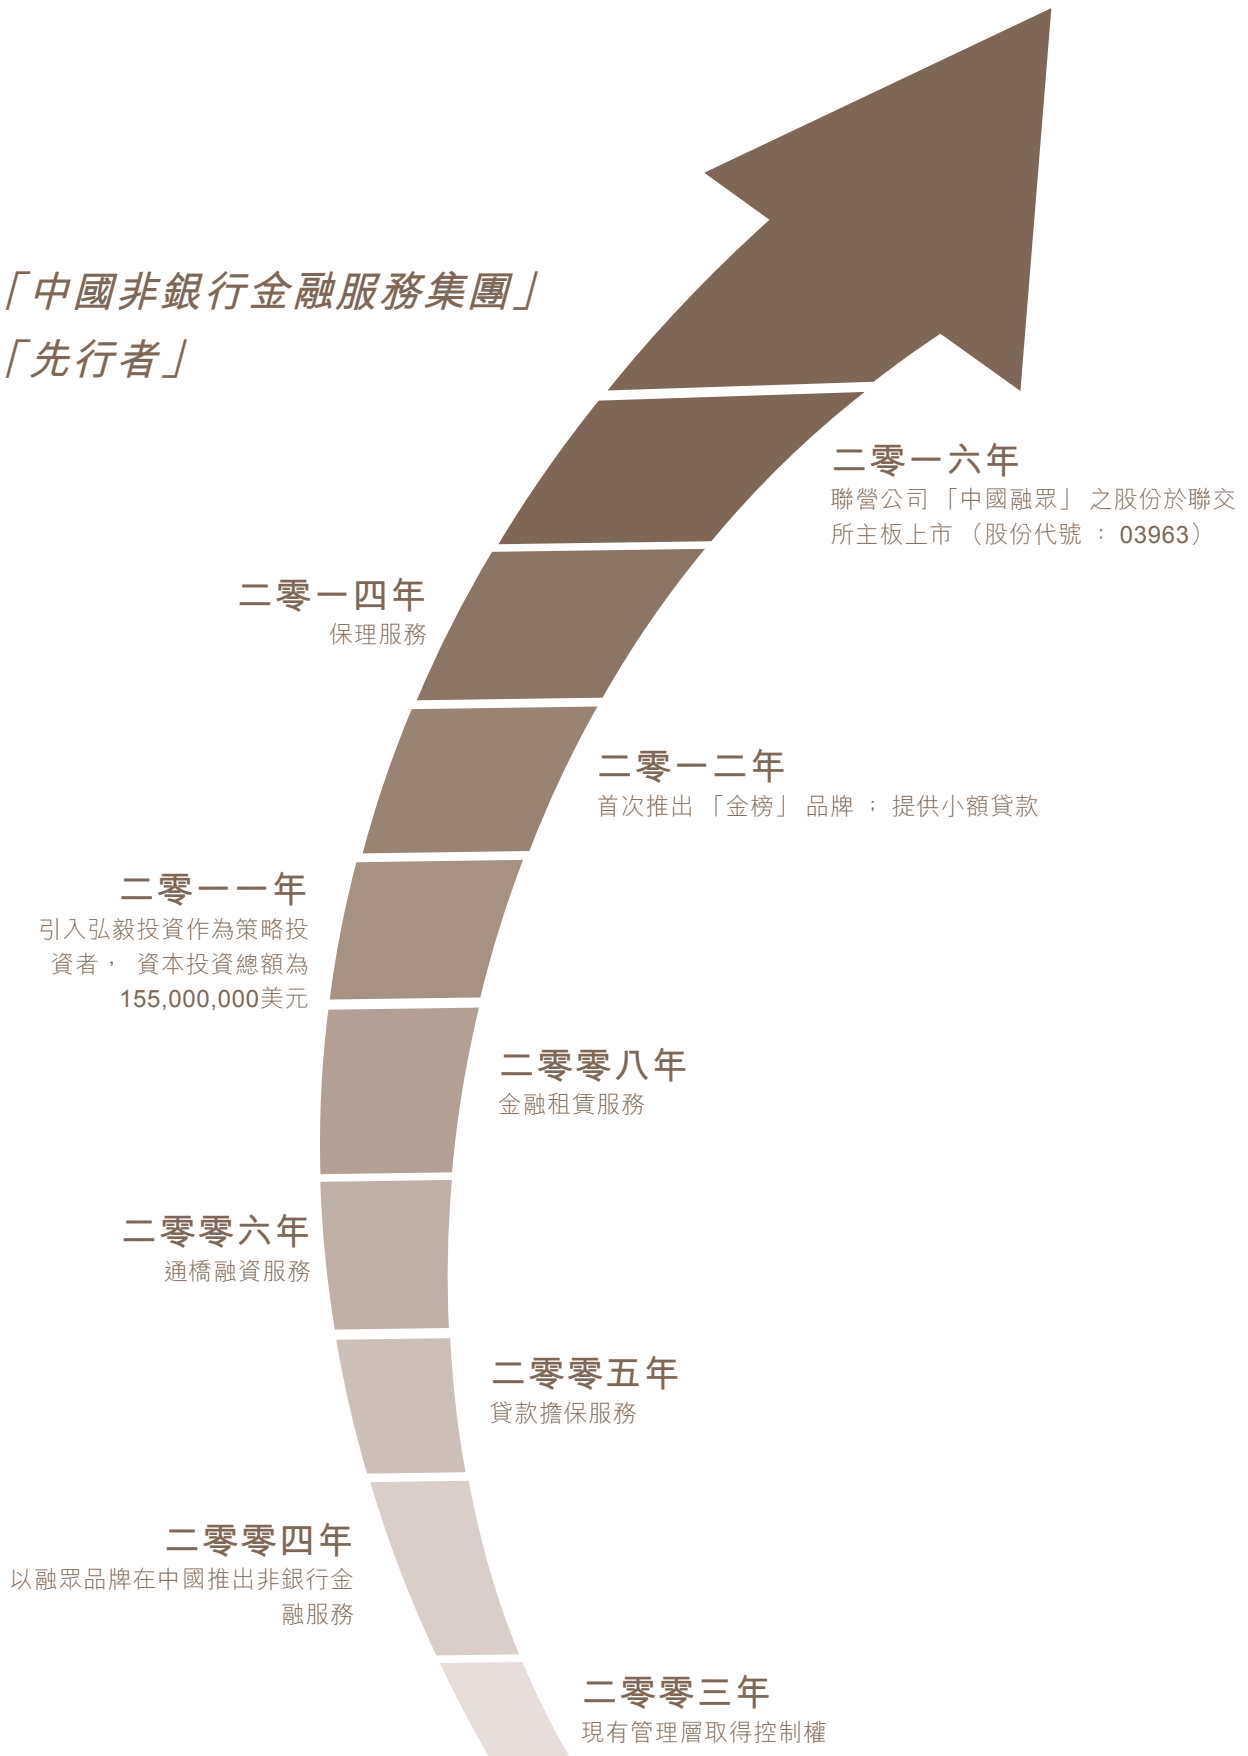 「中國非銀行金融服務集團」
「先行者」
二零一六年
聯營公司「中國融眾」之股份於聯交
所主板上市（股份代號：03963）
二零一四年
保理服務
二零一二年
首次推出「金榜」品牌；提供小額貸款
二零一一年
引入弘毅投資作為策略投
資者，資本投資總額為
155,000,000美元
二零零八年
金融租賃服務
二零零六年
通橋融資服務
二零零五年
貸款擔保服務
二零零四年
以融眾品牌在中國推出非銀行金
融服務
二零零三年
現有管理層取得控制權